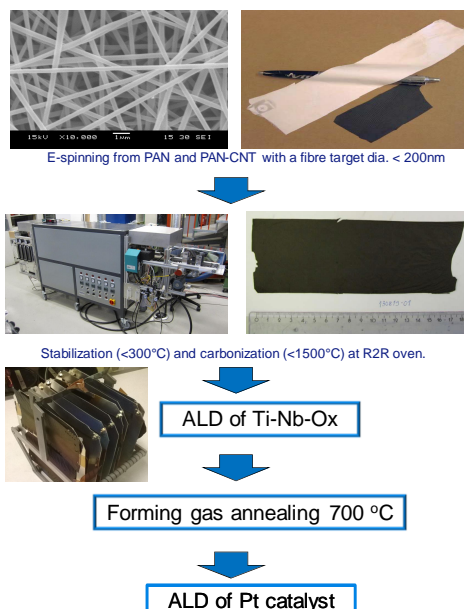 15kV X10,000 1µm 15 30 SEI
E-spinning from PAN and PAN-CNT with a fibre target dia. < 200nm
Stabilization (<300°C) and carbonization (<1500°C) at R2R oven.
ALD of Ti-Nb-Ox
Forming gas annealing 700 °C
ALD of Pt catalyst